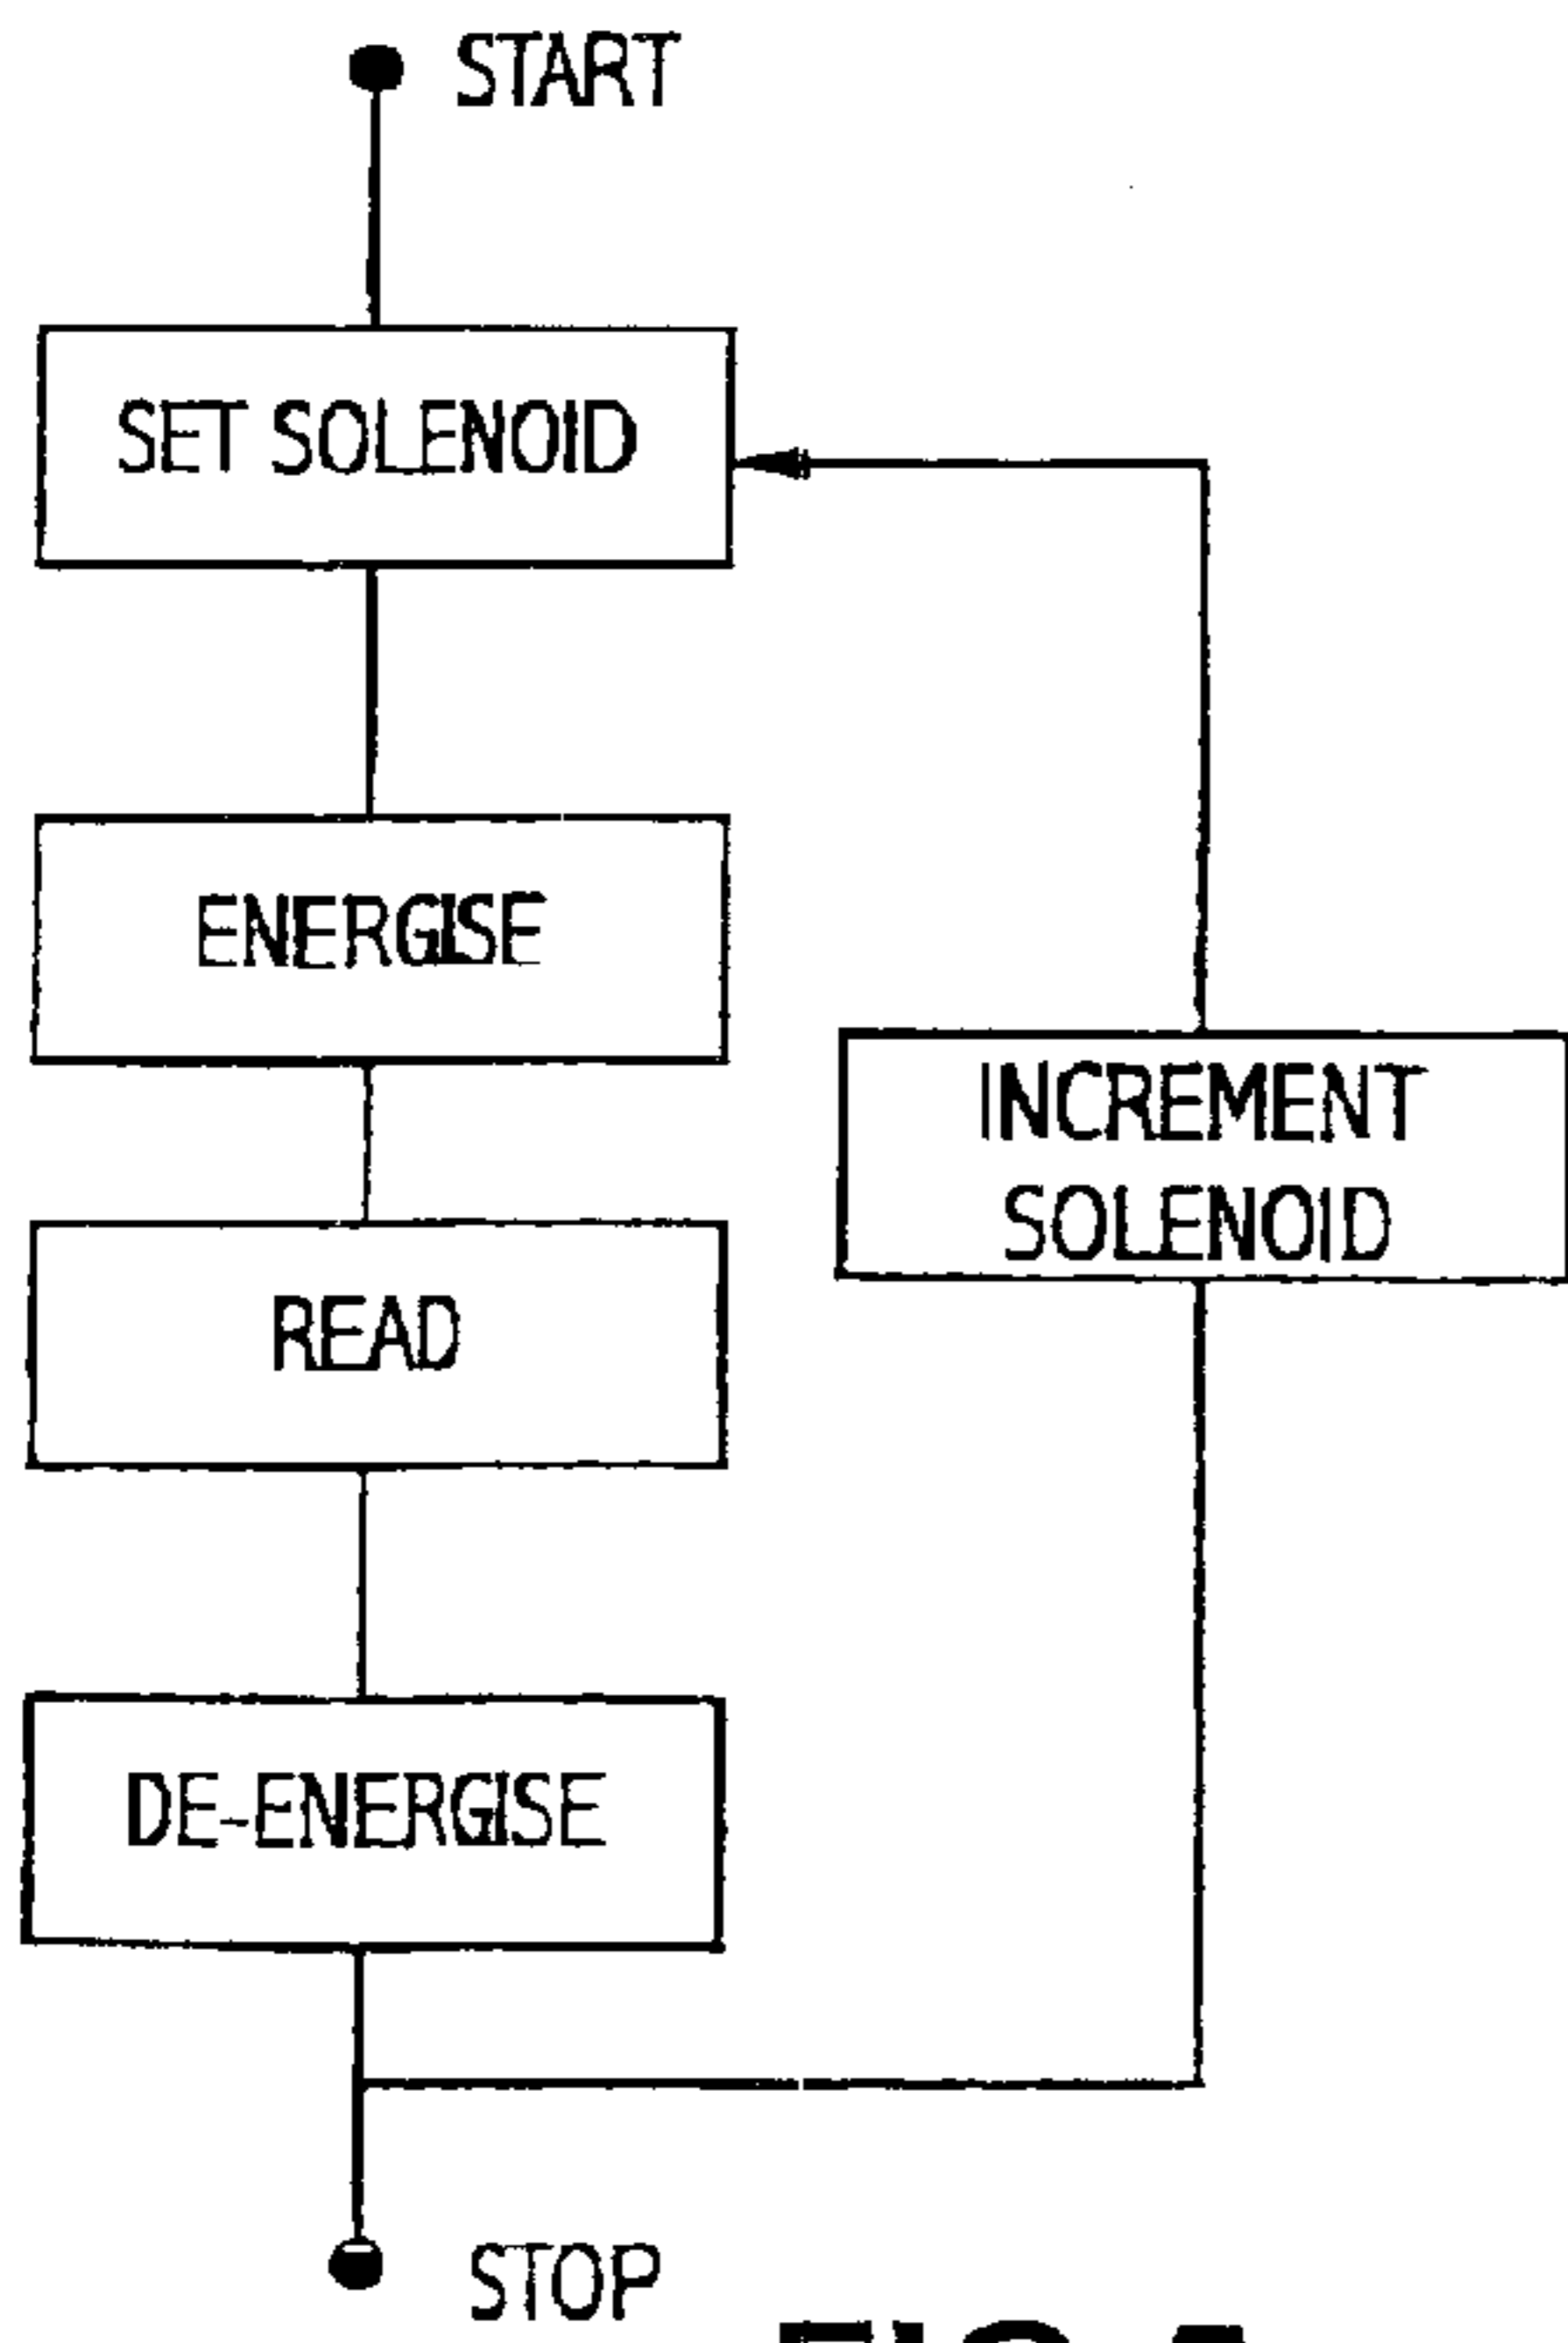 START
SET SOLENOID
ENERGISE
READ
DE-ENERGISE
INCREMENT
SOLENOID
STOP